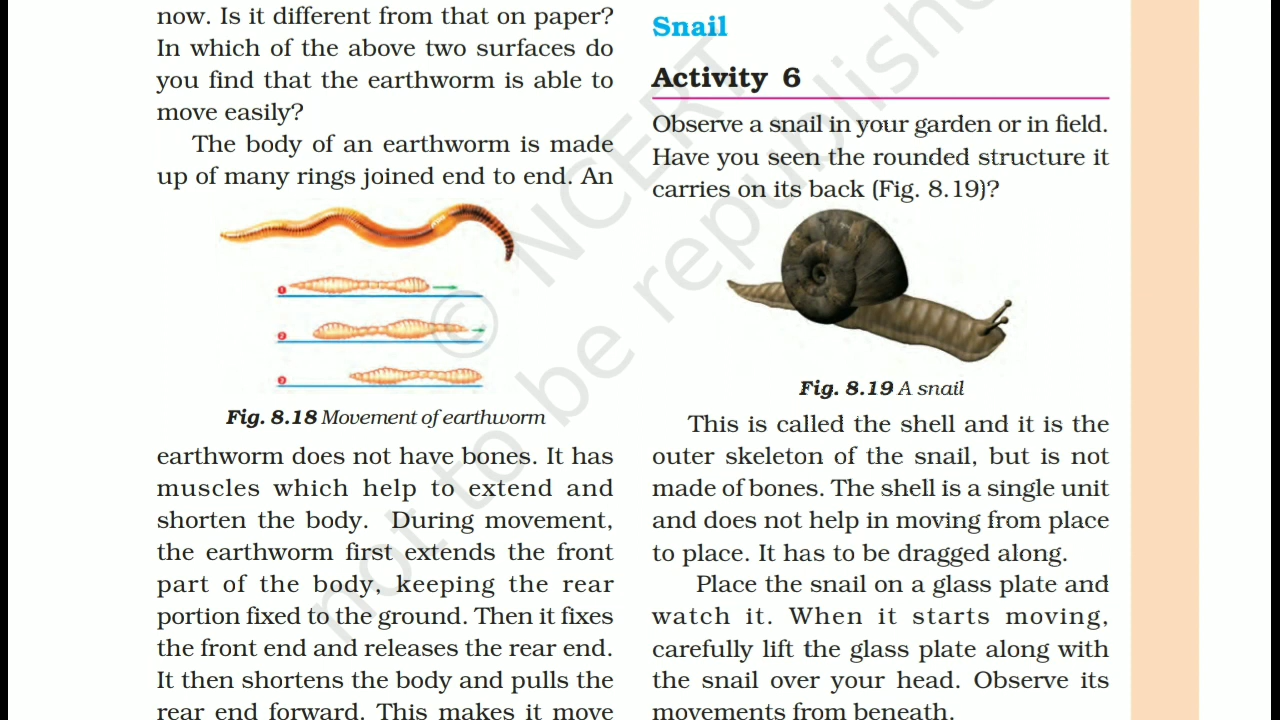 now. Is it different from that on paper?
In which of the above two surfaces do
you find that the earthworm is able to
move easily?
The body of an earthworm is made
up of many rings joined end to end. An
1
2
3
Fig. 8.18 Movement of earthworm
earthworm does not have bones. It has
muscles which help to extend and
shorten the body. During movement,
the earthworm first extends the front
part of the body, keeping the rear
portion fixed to the ground. Then it fixes
the front end and releases the rear end.
It then shortens the body and pulls the
rear end forward. This makes it move
Snail
Activity 6
Observe a snail in your garden or in field.
Have you seen the rounded structure it
carries on its back (Fig. 8.19)?
Fig. 8.19 A snail
This is called the shell and it is the
outer skeleton of the snail, but is not
made of bones. The shell is a single unit
and does not help in moving from place
to place. It has to be dragged along.
Place the snail on a glass plate and
watch it. When it starts moving,
carefully lift the glass plate along with
the snail over your head. Observe its
movements from beneath.
© NCERT
not to be republishe